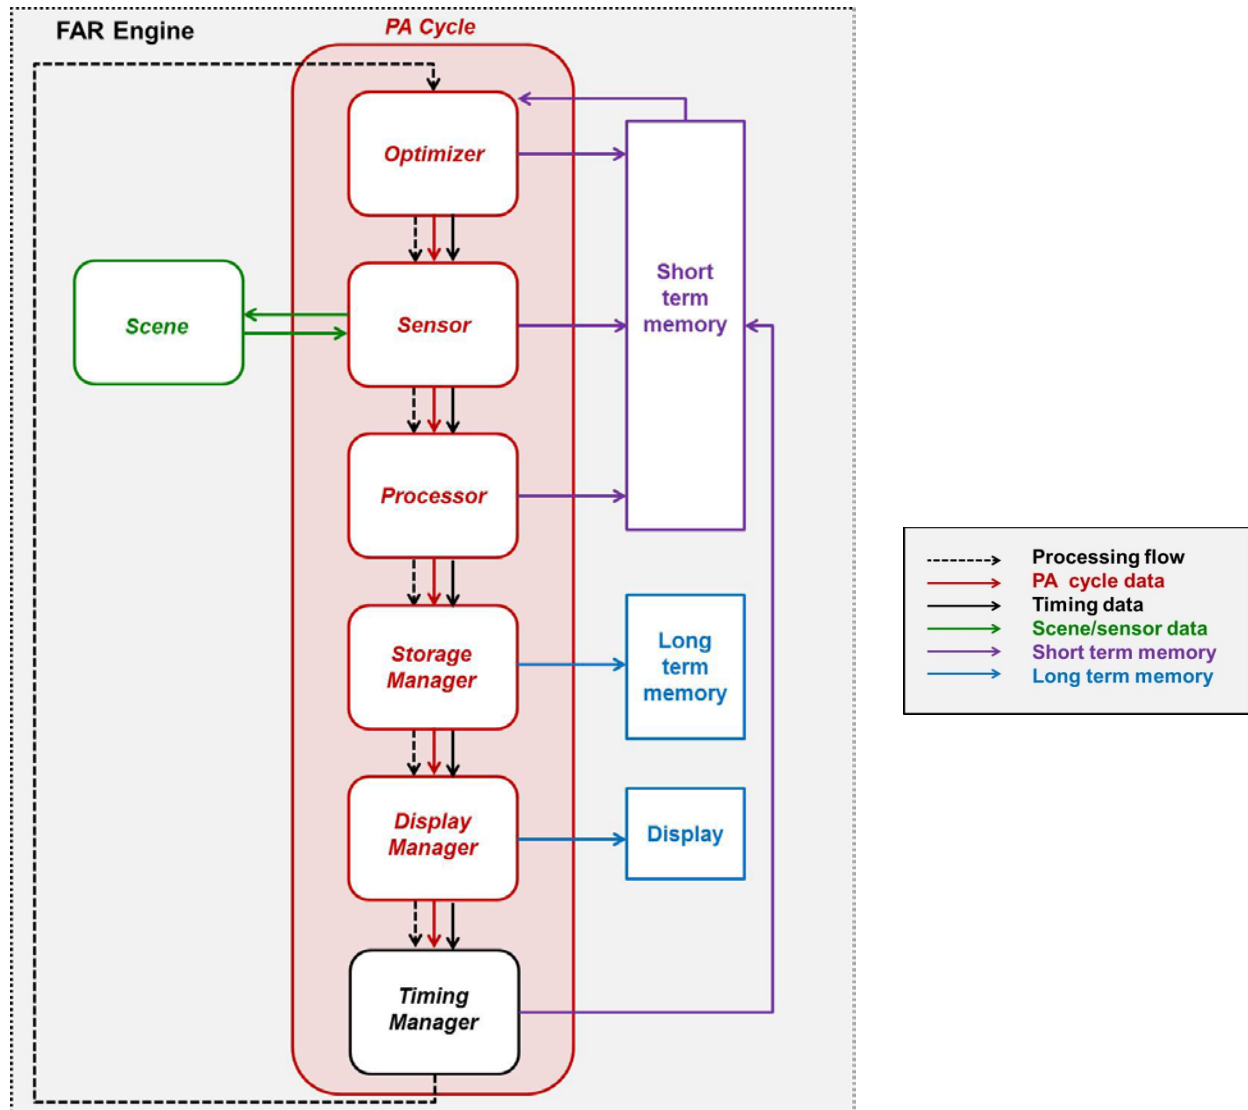 FAR Engine
PA Cycle
Optimizer
Scene
Sensor
Short
term
memory
Processor
Storage
Manager
Long
term
memory
Display
Manager
Display
Timing
Manager
Processing flow
PA cycle data
Timing data
Scene/sensor data
Short term memory
Long term memory